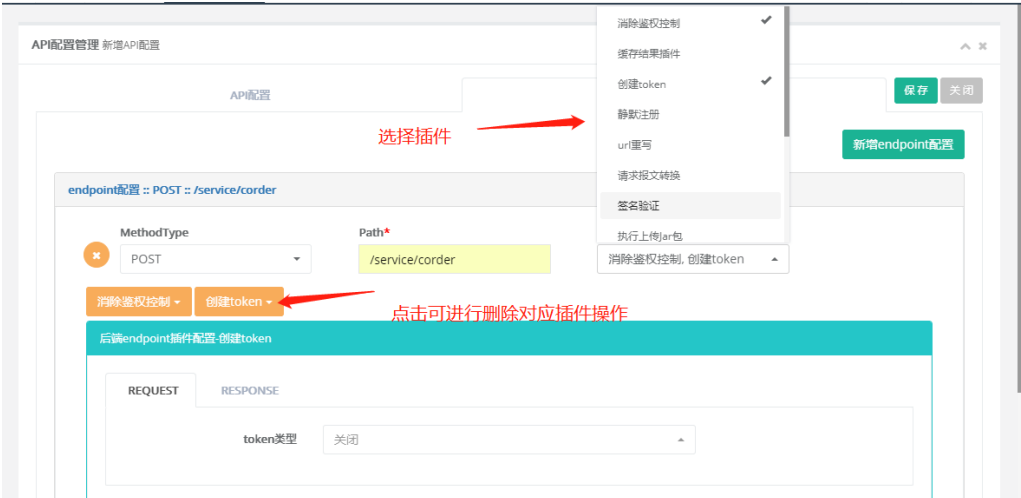 API配置管理 新增API配置
API配置
保存
关闭
消除鉴权控制
缓存结果插件
创建token
静默注册
url重写
请求报文转换
签名验证
执行上传Jar包
选择插件
新增endpoint配置
endpoint配置 :: POST :: /service/corder
MethodType
Path*
POST
/service/corder
消除鉴权控制, 创建token
消除鉴权控制
创建token
点击可进行删除对应插件操作
后端endpoint插件配置-创建token
REQUEST
RESPONSE
token类型
关闭